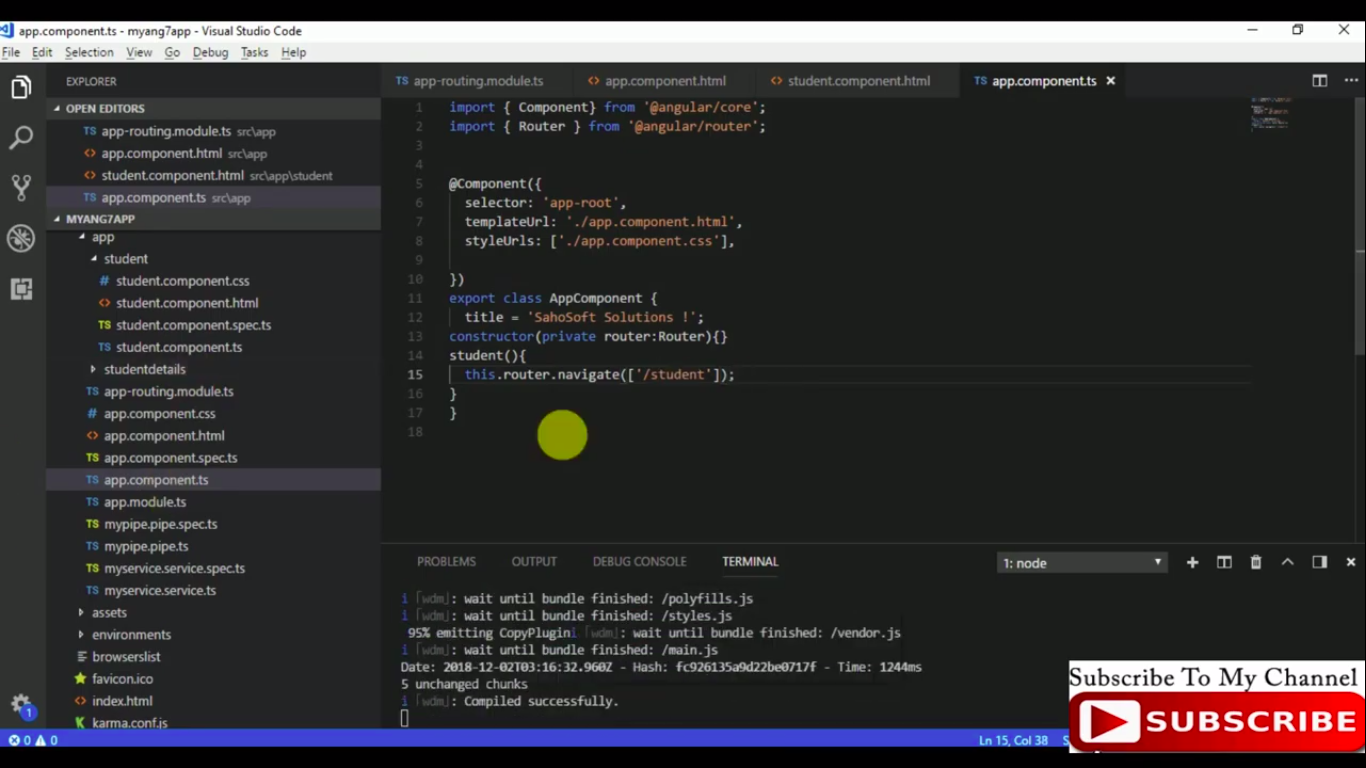 app.component.ts - myang7app - Visual Studio Code
File Edit Selection View Go Debug Tasks Help
EXPLORER
OPEN EDITORS
TS app-routing.module.ts src\app
<> app.component.html src\app
<> student.component.html src\app\student
TS app.component.ts src\app
MYANG7APP
app
student
# student.component.css
<> student.component.html
TS student.component.spec.ts
TS student.component.ts
studentdetails
TS app-routing.module.ts
# app.component.css
<> app.component.html
TS app.component.spec.ts
TS app.component.ts
TS app.module.ts
TS mypipe.pipe.spec.ts
TS mypipe.pipe.ts
TS myservice.service.spec.ts
TS myservice.service.ts
assets
environments
browserslist
favicon.ico
<> index.html
karma.conf.js
1
TS app-routing.module.ts <> app.component.html <> student.component.html TS app.component.ts ×
1 import { Component} from '@angular/core';
2 import { Router } from '@angular/router';
3
4
5 @Component({
6 selector: 'app-root',
7 templateUrl: './app.component.html',
8 styleUrls: ['./app.component.css'],
9
10 })
11 export class AppComponent {
12 title = 'SahoSoft Solutions !';
13 constructor(private router:Router){}
14 student(){
15 this.router.navigate(['/student']);
16 }
17 }
18
PROBLEMS OUTPUT DEBUG CONSOLE TERMINAL 1: node
i ｢wdm｣: wait until bundle finished: /polyfills.js
i ｢wdm｣: wait until bundle finished: /styles.js
95% emitting CopyPlugini ｢wdm｣: wait until bundle finished: /vendor.js
i ｢wdm｣: wait until bundle finished: /main.js
Date: 2018-12-02T03:16:32.960Z - Hash: fc926135a9d22be0717f - Time: 1244ms
5 unchanged chunks
i ｢wdm｣: Compiled successfully.
0 0
Ln 15, Col 38
Subscribe To My Channel
SUBSCRIBE